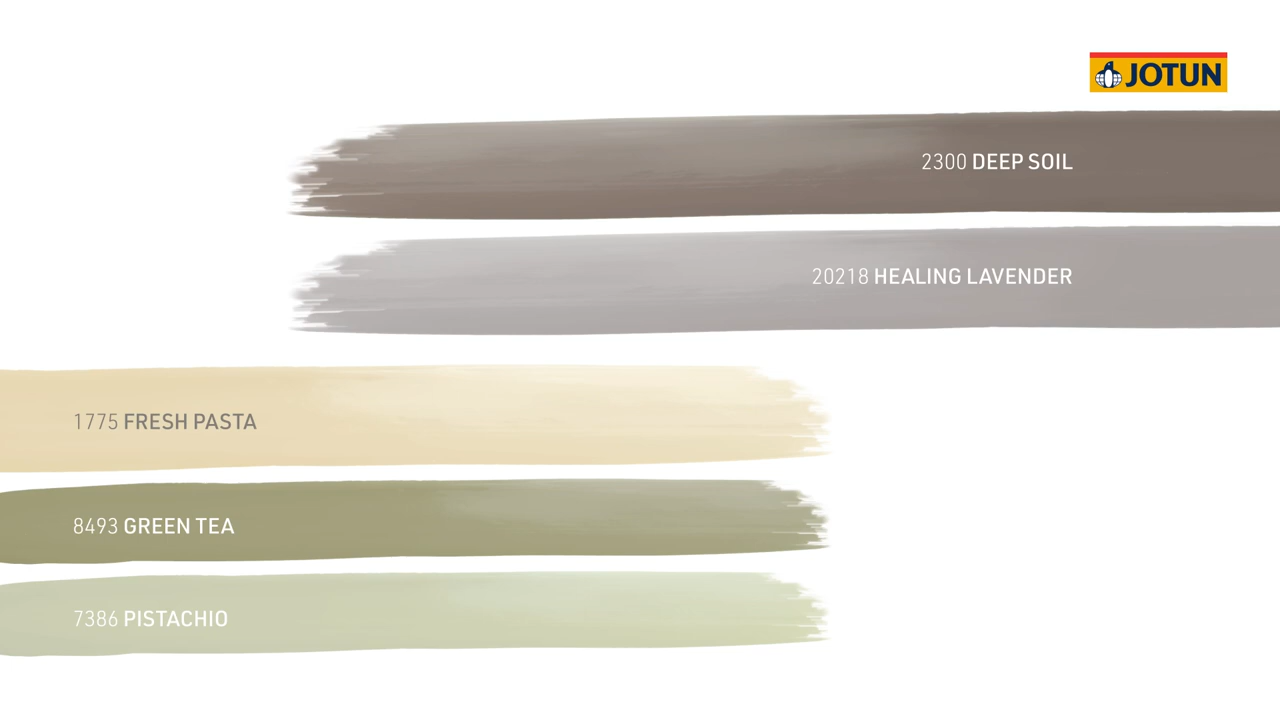 JOTUN
2300 DEEP SOIL
20218 HEALING LAVENDER
1775 FRESH PASTA
8493 GREEN TEA
7386 PISTACHIO